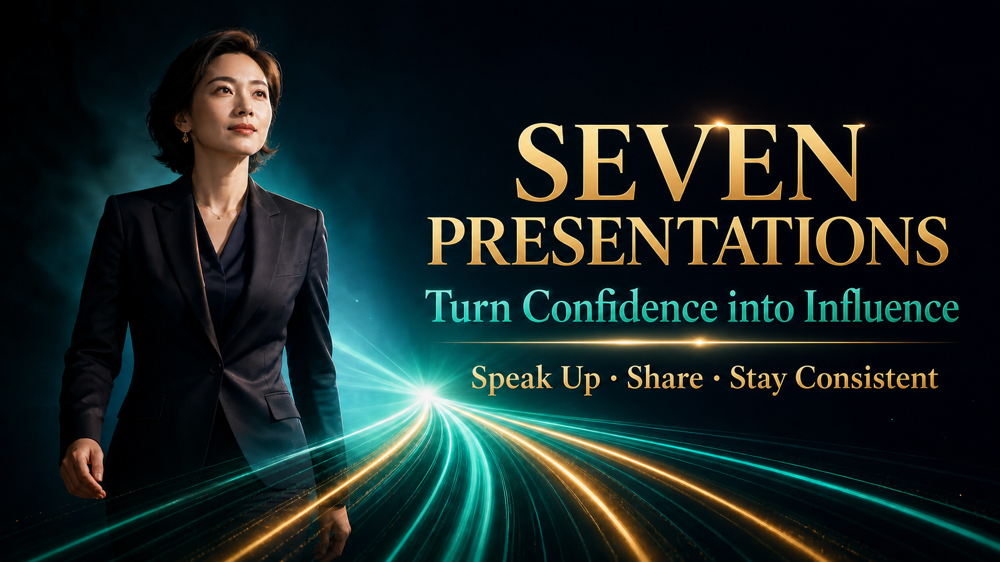 SEVEN
PRESENTATIONS
Turn Confidence into Influence
Speak Up · Share · Stay Consistent